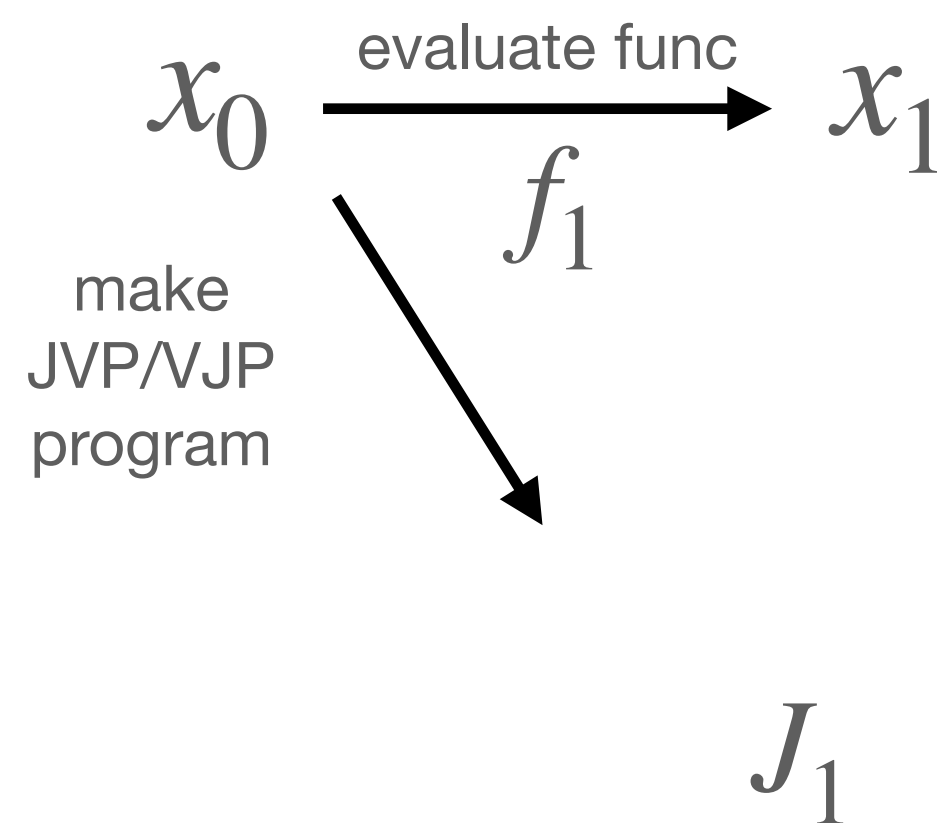 x₀ evaluate func x₁
f₁
make
JVP/VJP
program
J₁